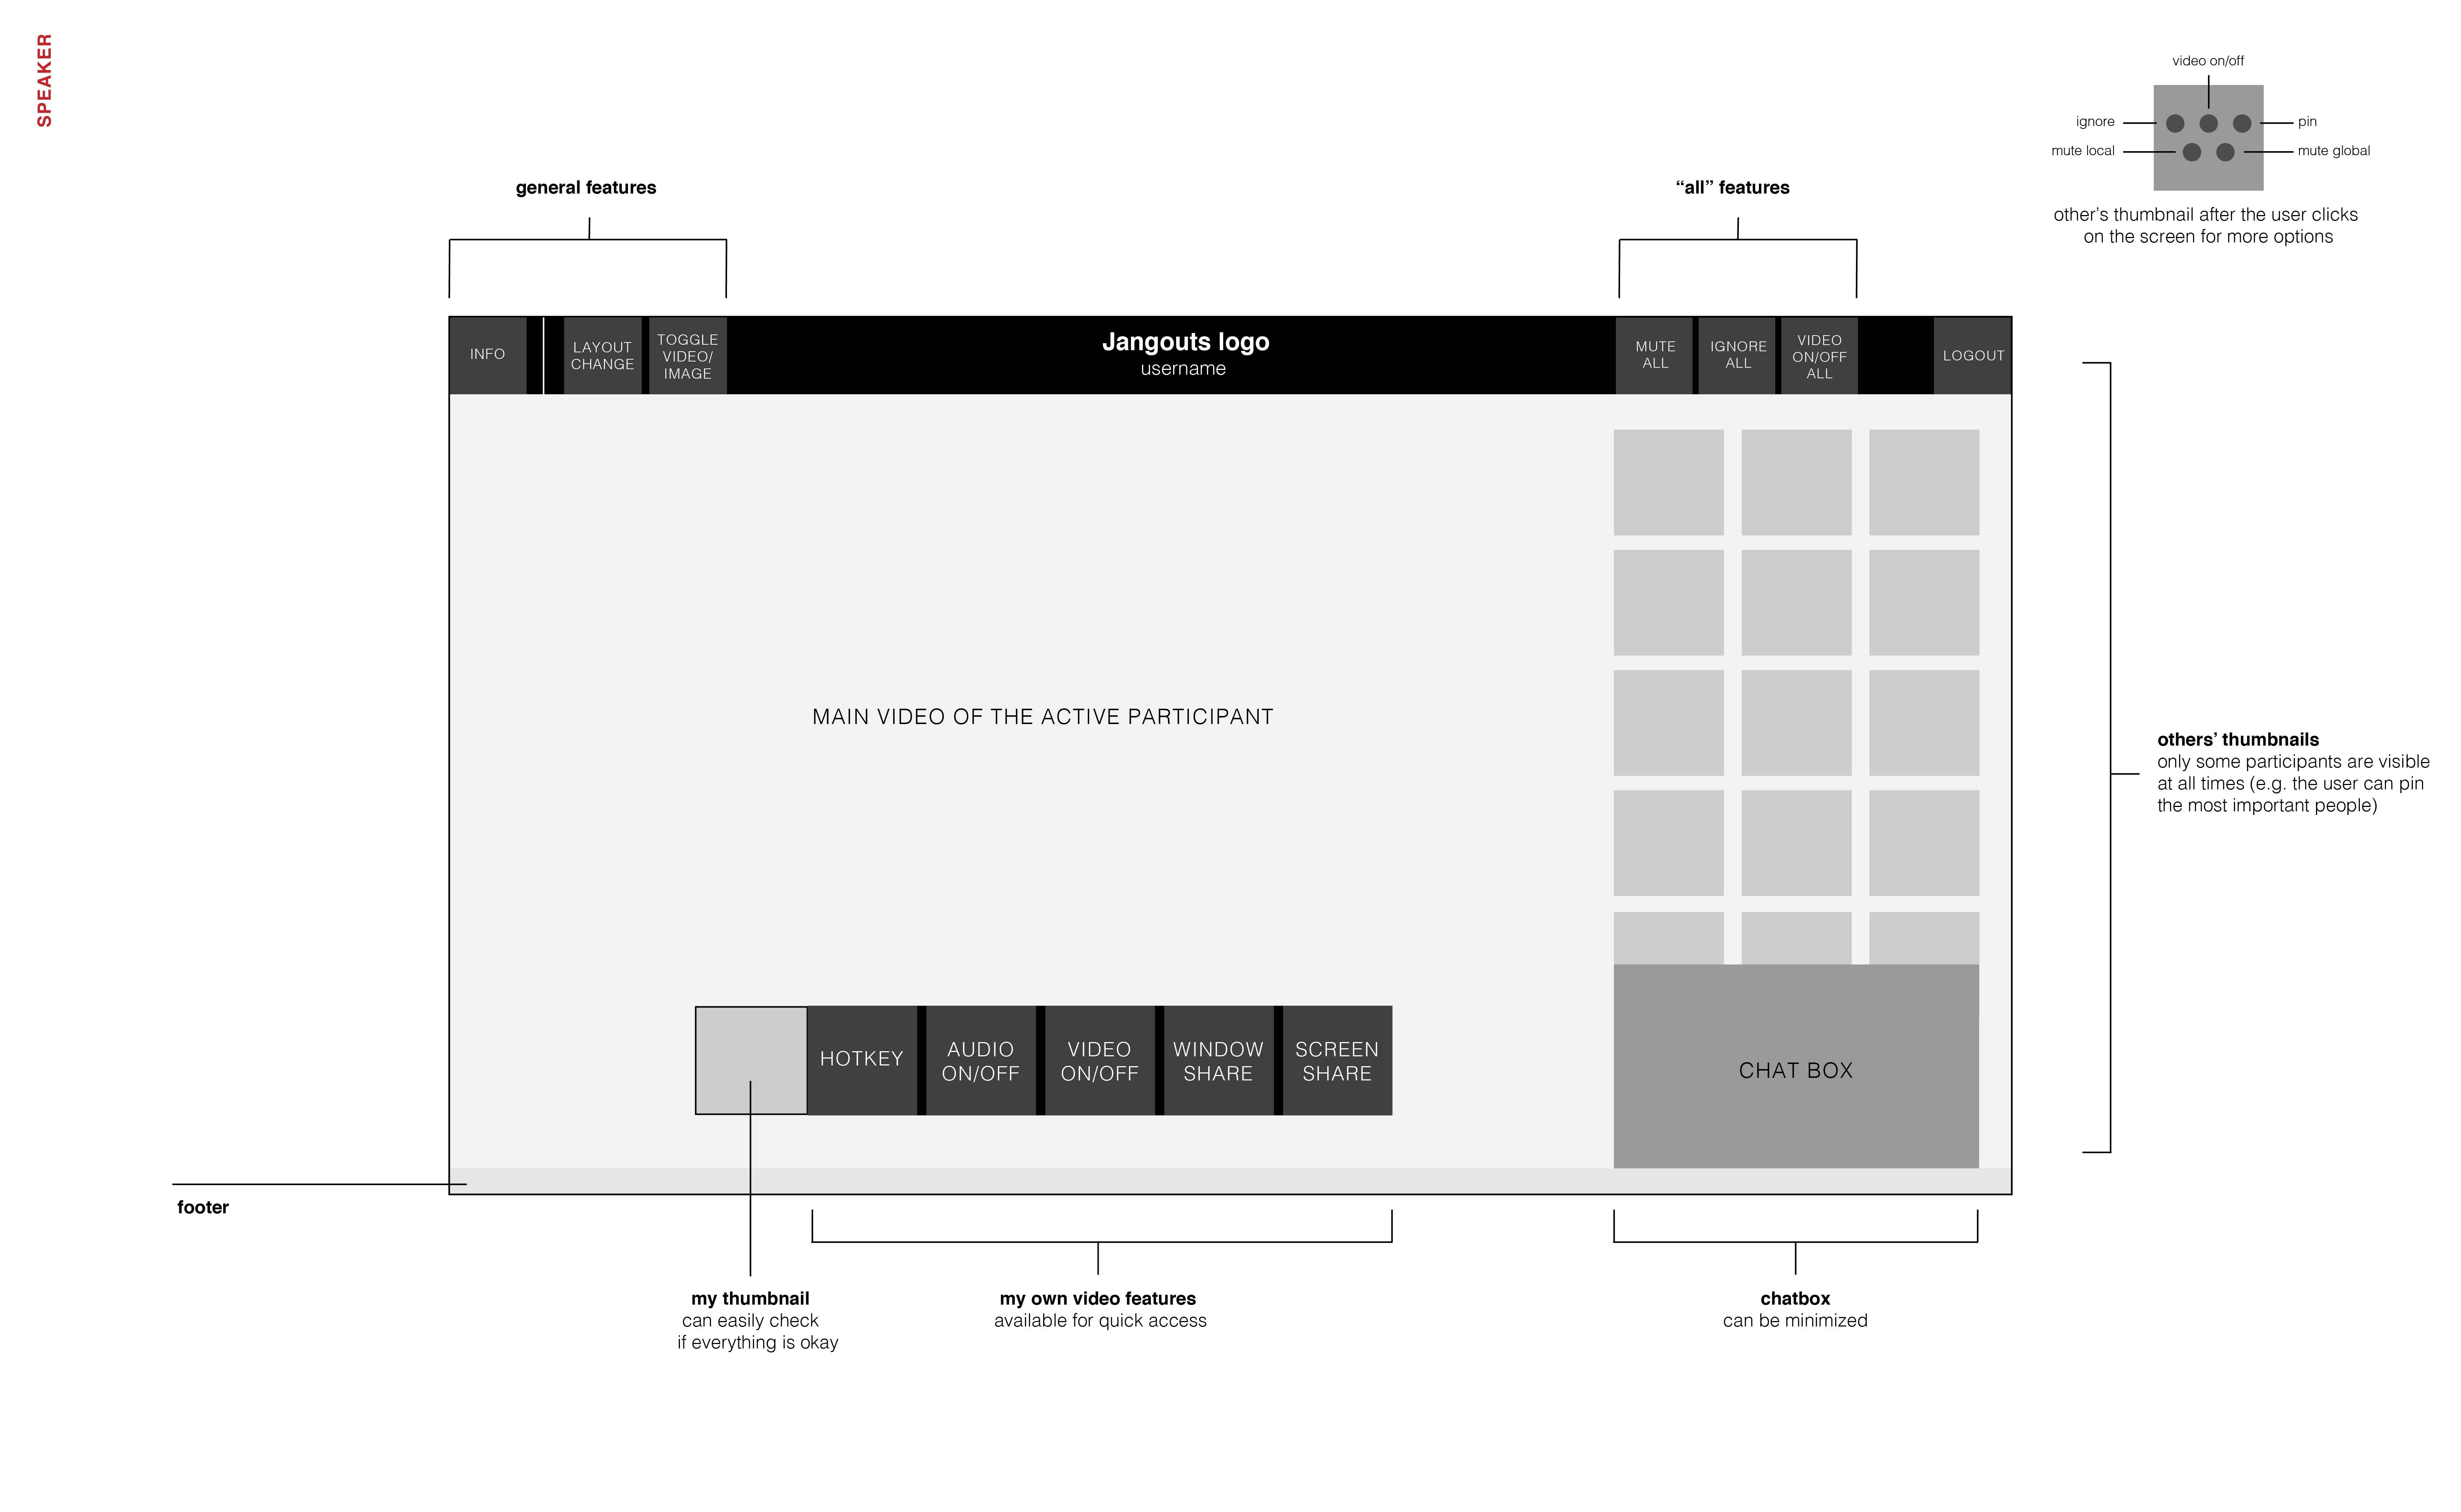 SPEAKER
video on/off
ignore
pin
mute local
mute global
other’s thumbnail after the user clicks
on the screen for more options
general features
“all” features
INFO
LAYOUT
CHANGE
TOGGLE
VIDEO/
IMAGE
Jangouts logo
username
MUTE
ALL
IGNORE
ALL
VIDEO
ON/OFF
ALL
LOGOUT
MAIN VIDEO OF THE ACTIVE PARTICIPANT
others’ thumbnails
only some participants are visible
at all times (e.g. the user can pin
the most important people)
HOTKEY
AUDIO
ON/OFF
VIDEO
ON/OFF
WINDOW
SHARE
SCREEN
SHARE
CHAT BOX
footer
my thumbnail
can easily check
if everything is okay
my own video features
available for quick access
chatbox
can be minimized